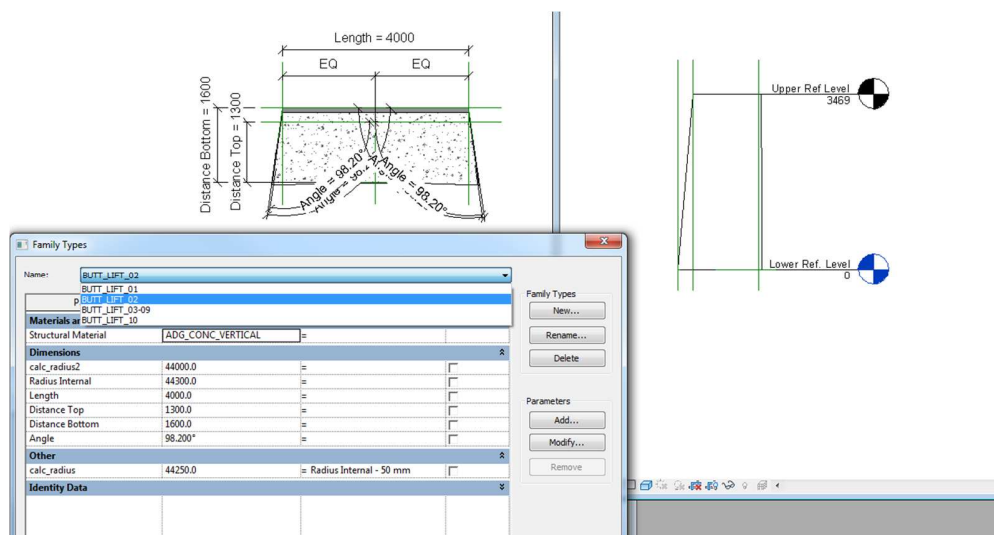 Length = 4000
EQ
EQ
Distance Bottom = 1600
Distance Top = 1300
Angle = 98.20°
Angle = 98.20°
Upper Ref Level
3469
Lower Ref. Level
0
Family Types
Name:
BUTT_LIFT_02
BUTT_LIFT_01
BUTT_LIFT_02
BUTT_LIFT_03-09
BUTT_LIFT_10
Structural Material ADG_CONC_VERTICAL =
Dimensions
calc_radius2 44000.0 =
Radius Internal 44300.0 =
Length 4000.0 =
Distance Top 1300.0 =
Distance Bottom 1600.0 =
Angle 98.200° =
Other
calc_radius 44250.0 = Radius Internal - 50 mm
Identity Data
Family Types
New...
Rename...
Delete
Parameters
Add...
Modify...
Remove